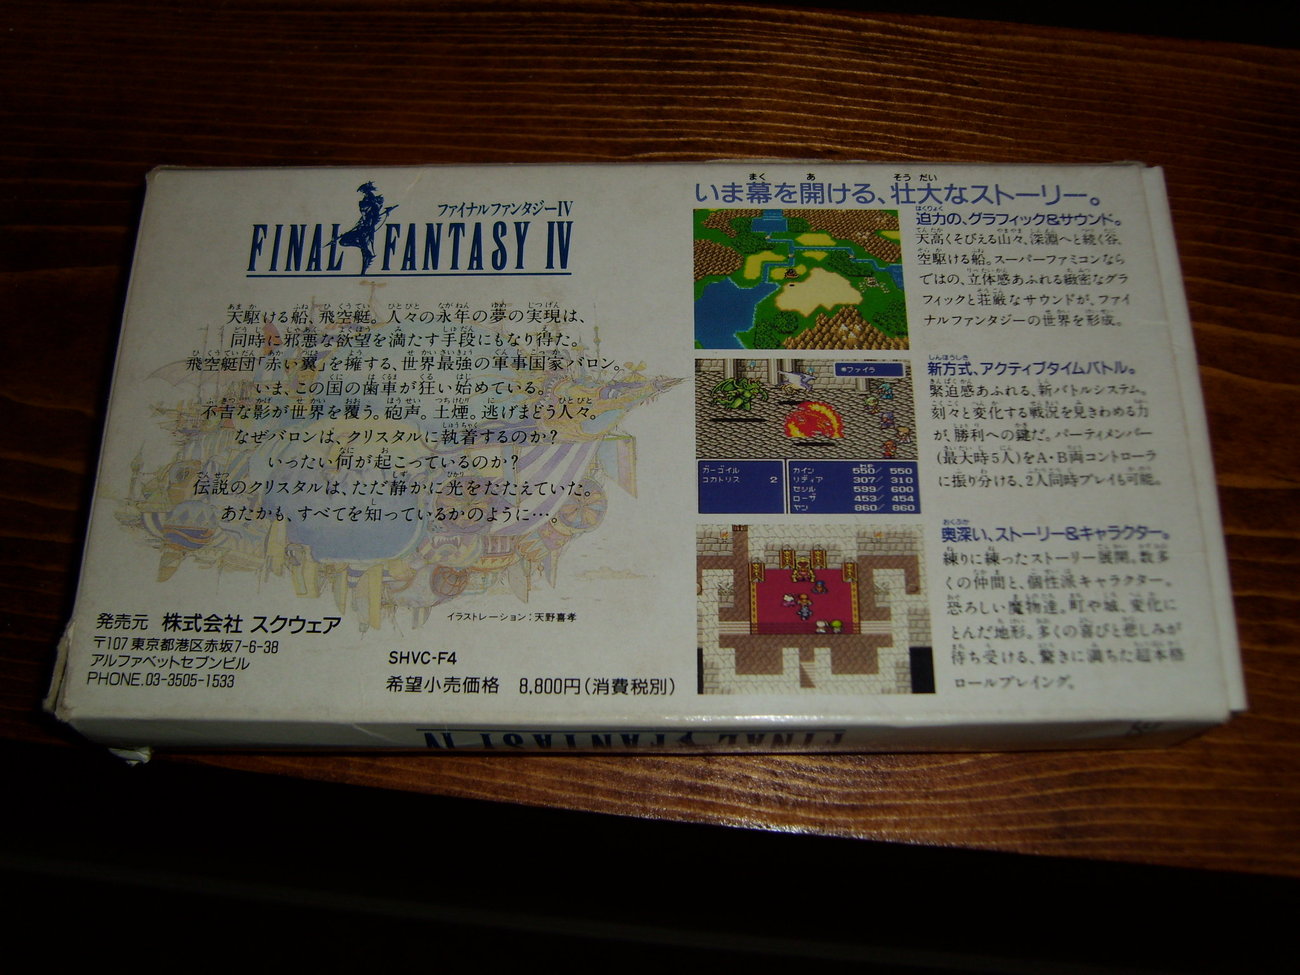 ファイナルファンタジーIV
FINAL FANTASY IV
天駆ける船、飛空艇。人々の永年の夢の実現は、
同時に邪悪な欲望を満たす手段にもなり得た。
飛空艇団「赤い翼」を擁する、世界最強の軍事国家バロン。
いま、この国の歯車が狂い始めている。
不吉な影が世界を覆う。砲声。土煙。逃げまどう人々。
なぜバロンは、クリスタルに執着するのか?
いったい何が起こっているのか?
伝説のクリスタルは、ただ静かに光をたたえていた。
あたかも、すべてを知っているかのように…。
イラストレーション:天野喜孝
発売元 株式会社 スクウェア
〒107 東京都港区赤坂7-6-38
アルファベットセブンビル
PHONE.03-3505-1533
SHVC-F4
希望小売価格 8,800円(消費税別)
いま幕を開ける、壮大なストーリー。
迫力の、グラフィック&サウンド。
天高くそびえる山々、深淵へと続く谷、
空駆ける船。スーパーファミコンなら
ではの、立体感あふれる緻密なグラ
フィックと荘厳なサウンドが、ファイ
ナルファンタジーの世界を形成。
ファイラ
ガーゴイル
コカトリス 2
カイン 550/ 550
リディア 307/ 310
セシル 599/ 600
ローザ 453/ 454
ヤン 860/ 860
新方式、アクティブタイムバトル。
緊迫感あふれる、新バトルシステム。
刻々と変化する戦況を見きわめる力
が、勝利への鍵だ。パーティメンバー
(最大時5人)をA・B両コントローラ
に振り分ける、2人同時プレイも可能。
奥深い、ストーリー&キャラクター。
練りに練ったストーリー展開。数多
くの仲間と、個性派キャラクター。
恐ろしい魔物達。町や城、変化に
とんだ地形。多くの喜びと悲しみが
待ち受ける、驚きに満ちた超本格
ロールプレイング。
FINAL FANTASY IV